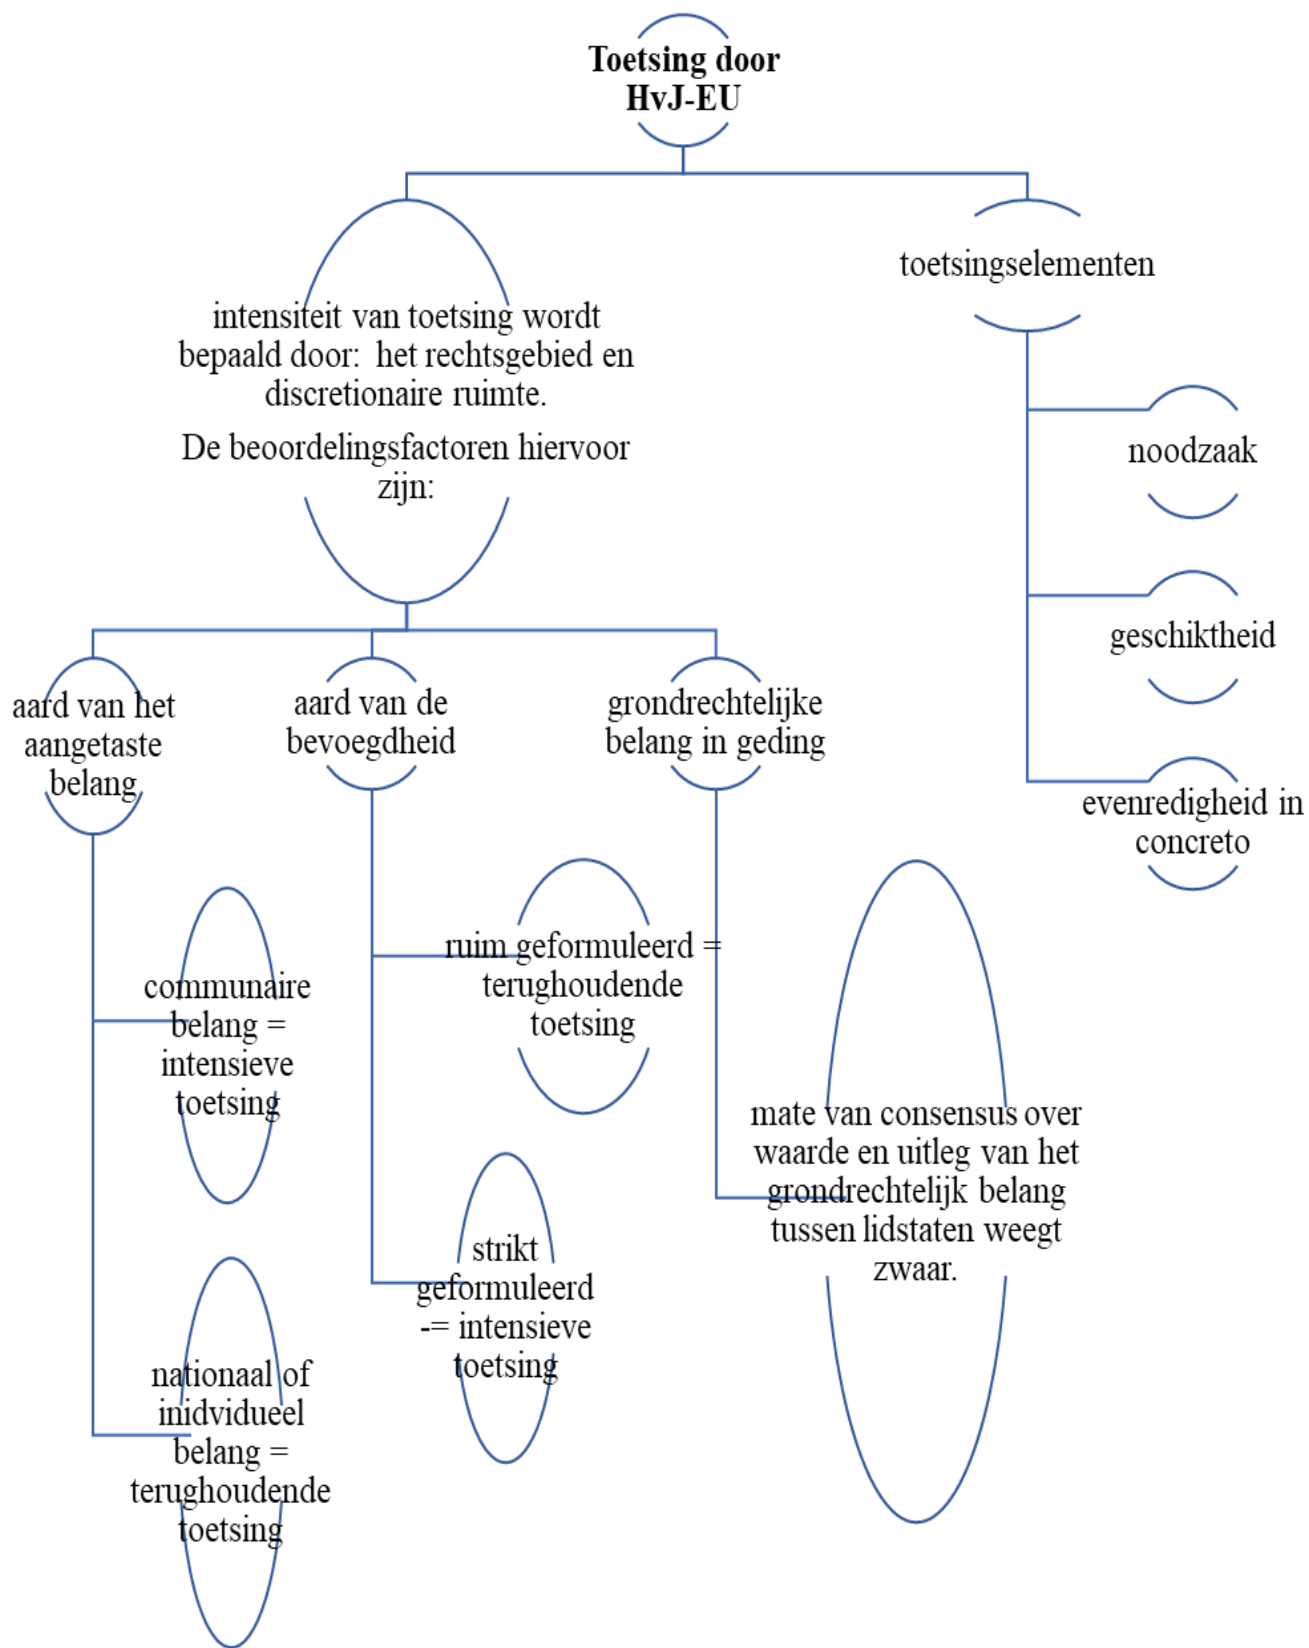 Toetsing door
HvJ-EU
intensiteit van toetsing wordt
bepaald door:  het rechtsgebied en
discretionaire ruimte.
De beoordelingsfactoren hiervoor
zijn:
aard van het
aangetaste
belang
communaire
belang =
intensieve
toetsing
nationaal of
inidvidueel
belang =
terughoudende
toetsing
aard van de
bevoegdheid
ruim geformuleerd =
terughoudende
toetsing
strikt
geformuleerd
-= intensieve
toetsing
grondrechtelijke
belang in geding
mate van consensus over
waarde en uitleg van het
grondrechtelijk belang
tussen lidstaten weegt
zwaar.
toetsingselementen
noodzaak
geschiktheid
evenredigheid in
concreto